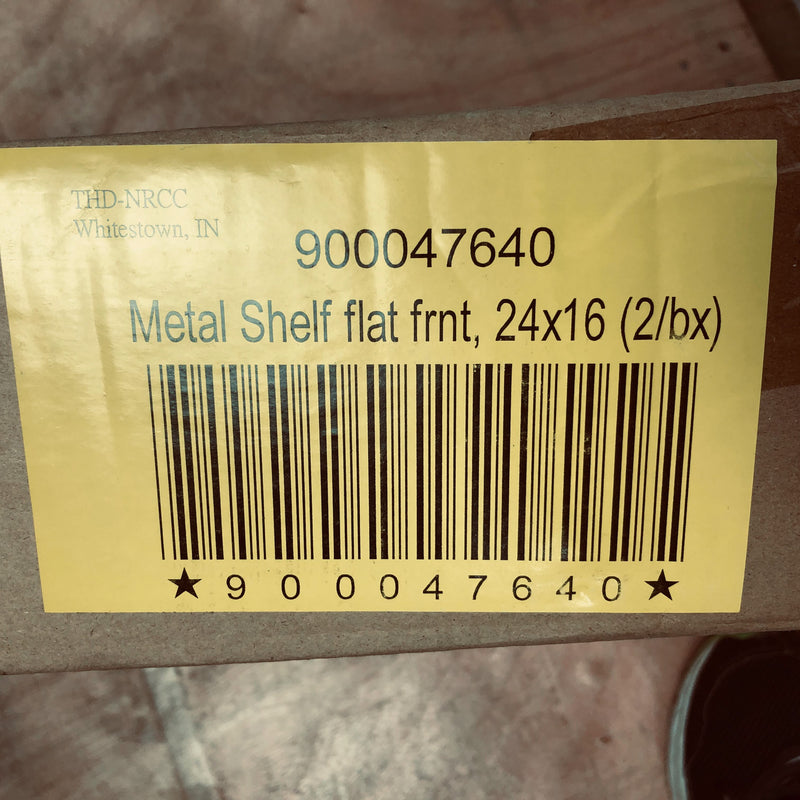 THD-NRCC
Whitestown, IN
900047640
Metal Shelf flat frnt, 24x16 (2/bx)
★900047640★